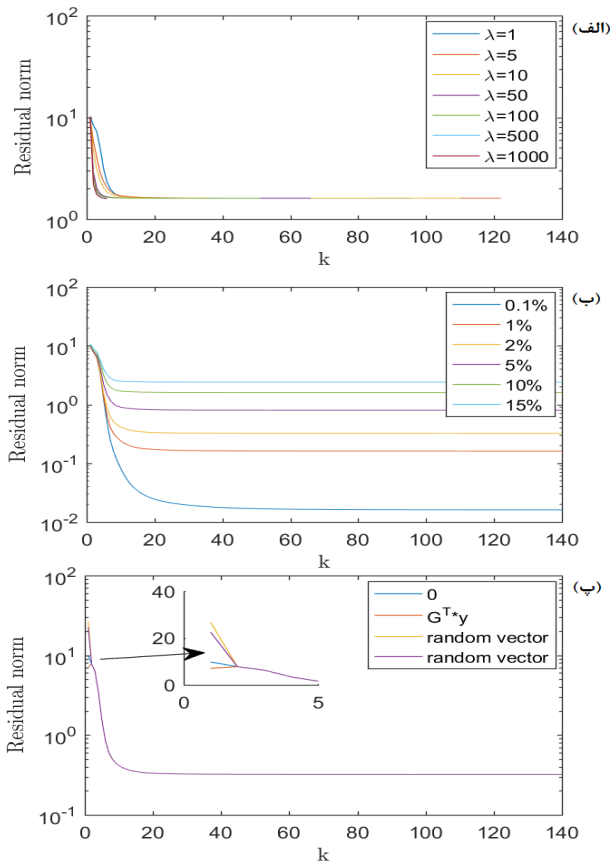 (الف)
10^2
10^1
10^0
Residual norm
λ=1
λ=5
λ=10
λ=50
λ=100
λ=500
λ=1000
0 20 40 60 80 100 120 140
k
(ب)
10^2
10^1
10^0
10^-1
10^-2
Residual norm
0.1%
1%
2%
5%
10%
15%
0 20 40 60 80 100 120 140
k
(پ)
10^2
10^1
10^0
10^-1
Residual norm
40
20
0
0 5
0
G^T*y
random vector
random vector
0 20 40 60 80 100 120 140
k